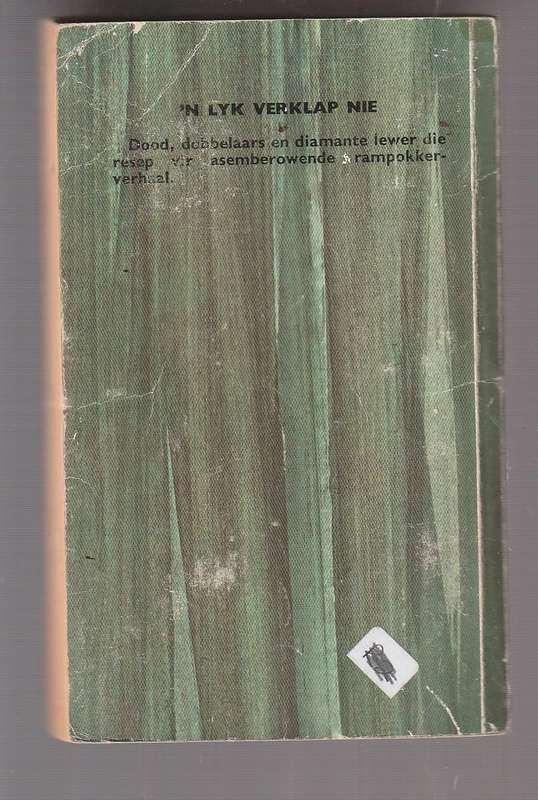 'N LYK VERKLAP NIE
Dood, dobbelaars en diamante lewer die
resep vir asemberowende rampokker-
verhaal.